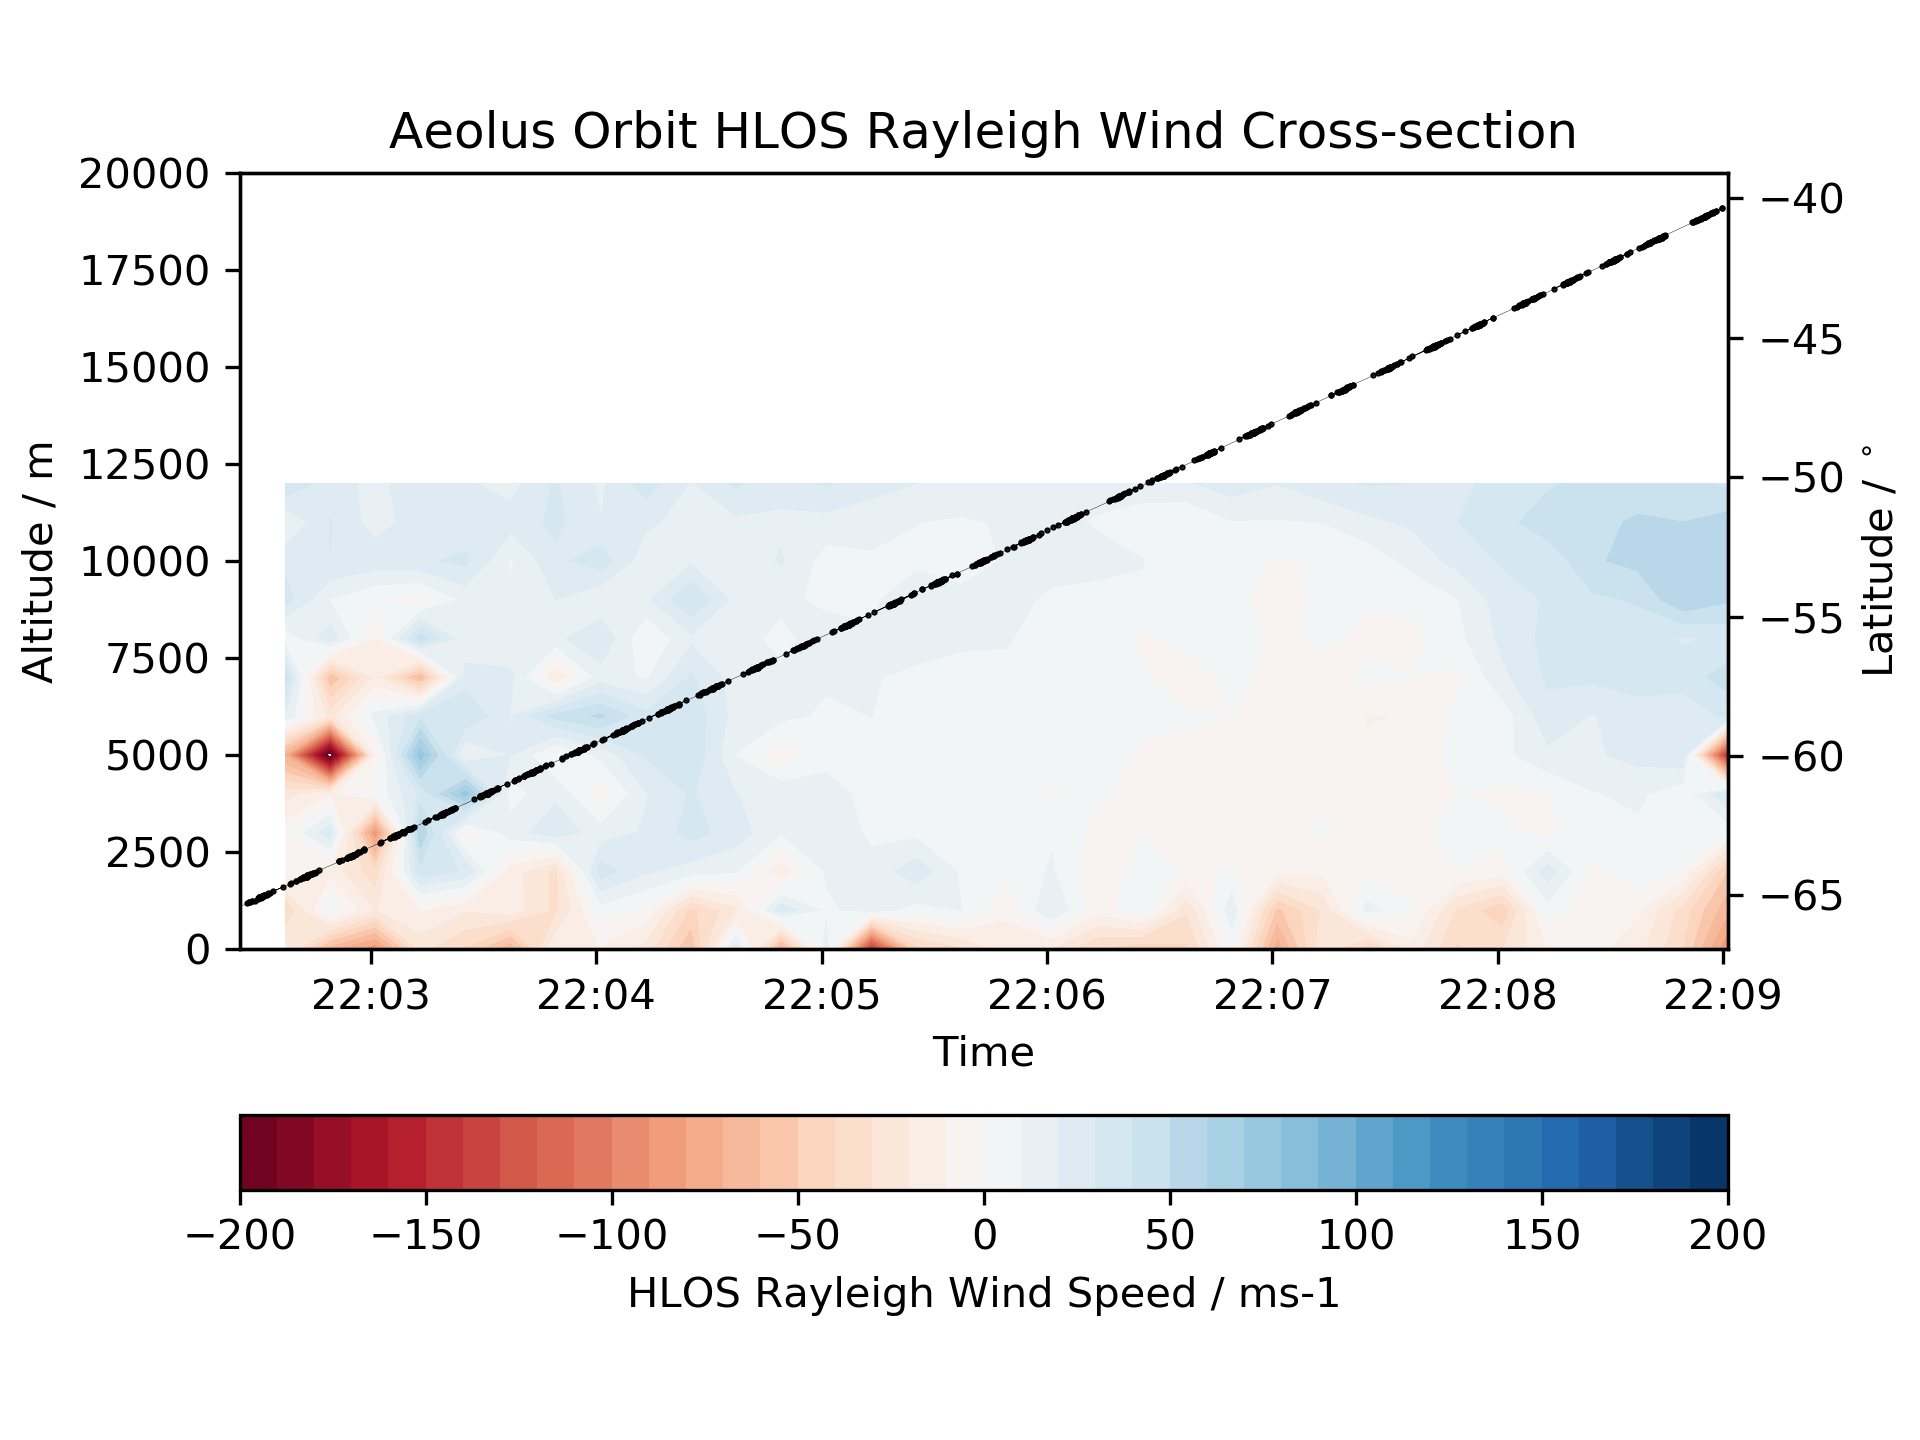 Aeolus Orbit HLOS Rayleigh Wind Cross-section
20000
17500
15000
12500
10000
7500
5000
2500
0
Altitude / m
−40
−45
−50
−55
−60
−65
Latitude / °
22:03 22:04 22:05 22:06 22:07 22:08 22:09
Time
−200 −150 −100 −50 0 50 100 150 200
HLOS Rayleigh Wind Speed / ms-1